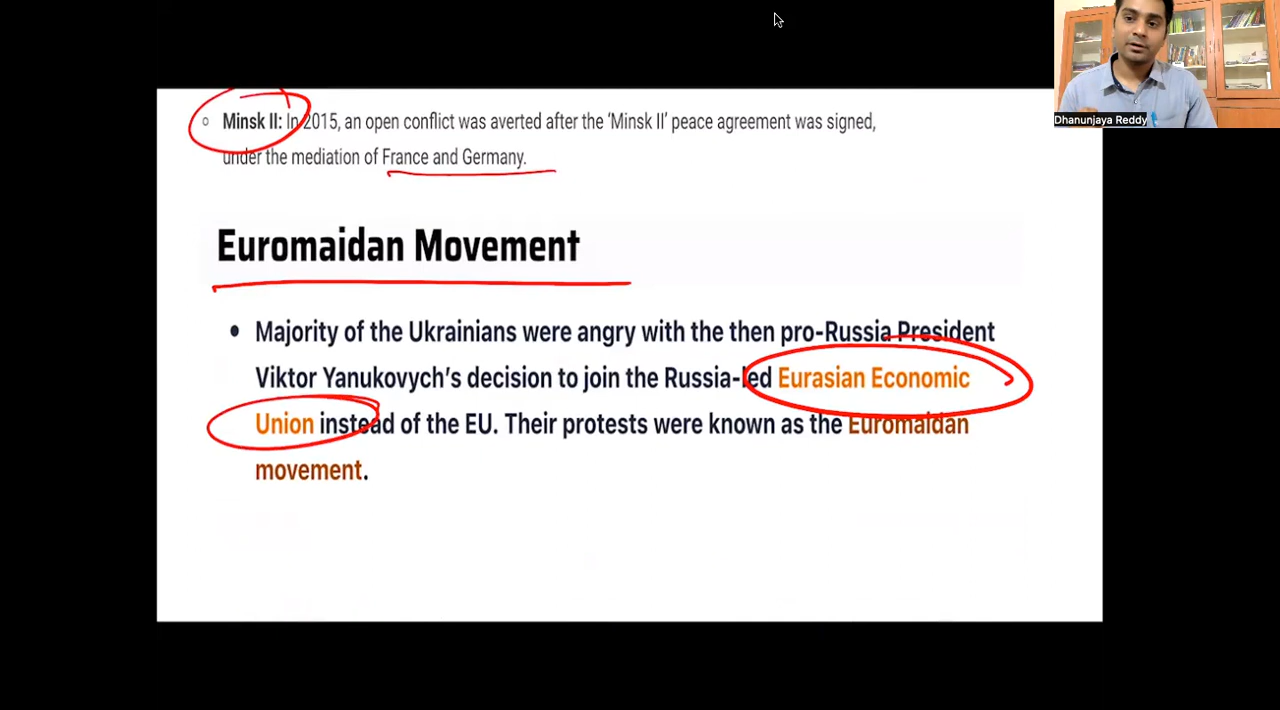 Dhanunjaya Reddy
Minsk II: In 2015, an open conflict was averted after the ‘Minsk II’ peace agreement was signed,
under the mediation of France and Germany.
Euromaidan Movement
Majority of the Ukrainians were angry with the then pro-Russia President
Viktor Yanukovych’s decision to join the Russia-led Eurasian Economic
Union instead of the EU. Their protests were known as the Euromaidan
movement.